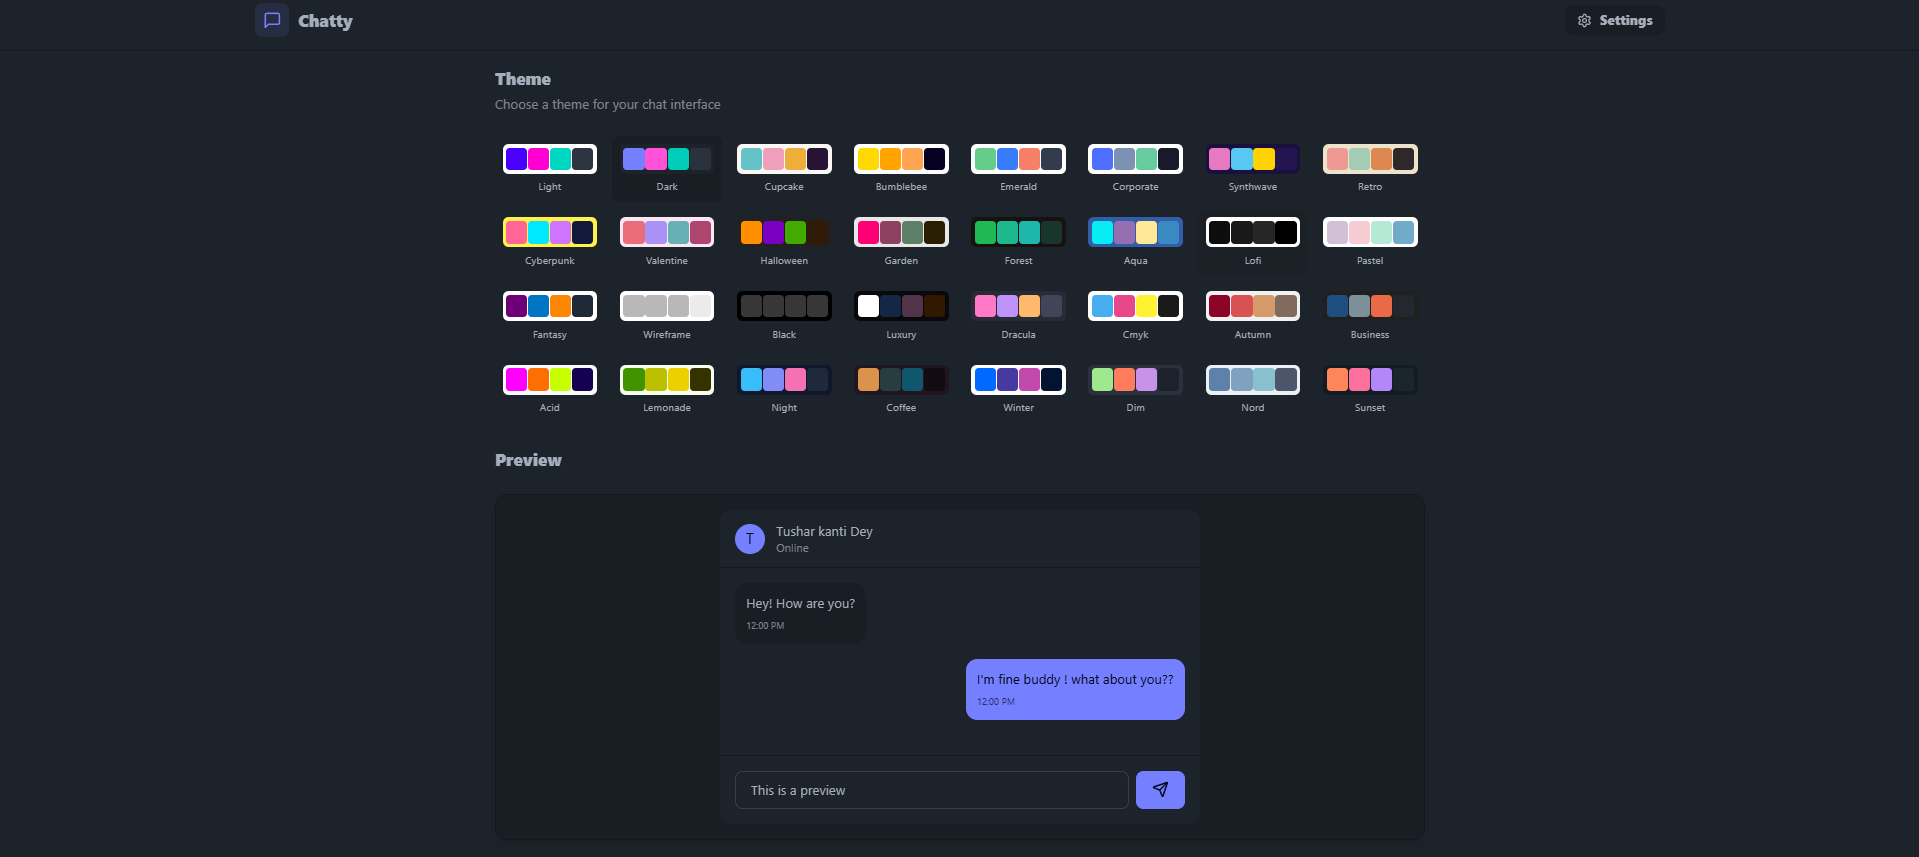 Chatty
Settings
Theme
Choose a theme for your chat interface
Light
Dark
Cupcake
Bumblebee
Emerald
Corporate
Synthwave
Retro
Cyberpunk
Valentine
Halloween
Garden
Forest
Aqua
Lofi
Pastel
Fantasy
Wireframe
Black
Luxury
Dracula
Cmyk
Autumn
Business
Acid
Lemonade
Night
Coffee
Winter
Dim
Nord
Sunset
Preview
T
Tushar kanti Dey
Online
Hey! How are you?
12:00 PM
I'm fine buddy ! what about you??
12:00 PM
This is a preview